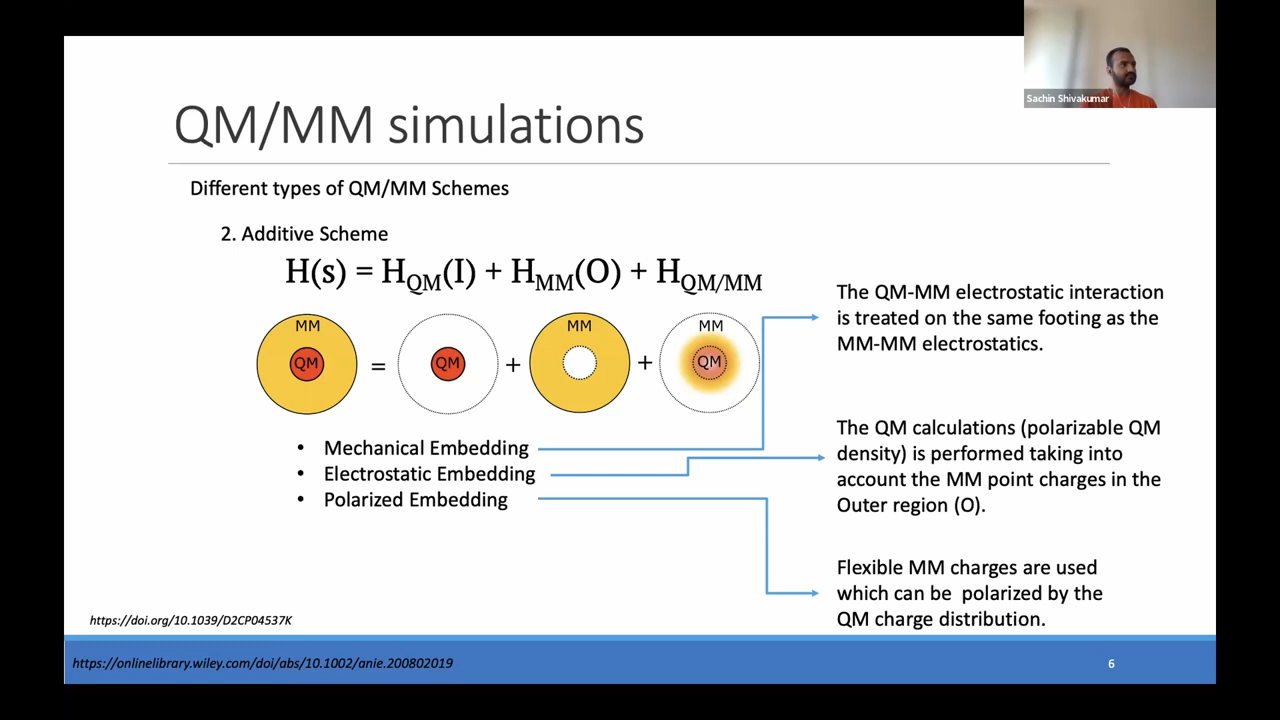 Sachin Shivakumar
QM/MM simulations
Different types of QM/MM Schemes
2. Additive Scheme
H(s) = H_QM(I) + H_MM(O) + H_QM/MM
MM
QM
=
QM
+
MM
+
MM
QM
• Mechanical Embedding
• Electrostatic Embedding
• Polarized Embedding
The QM-MM electrostatic interaction
is treated on the same footing as the
MM-MM electrostatics.
The QM calculations (polarizable QM
density) is performed taking into
account the MM point charges in the
Outer region (O).
Flexible MM charges are used
which can be polarized by the
QM charge distribution.
https://doi.org/10.1039/D2CP04537K
https://onlinelibrary.wiley.com/doi/abs/10.1002/anie.200802019
6